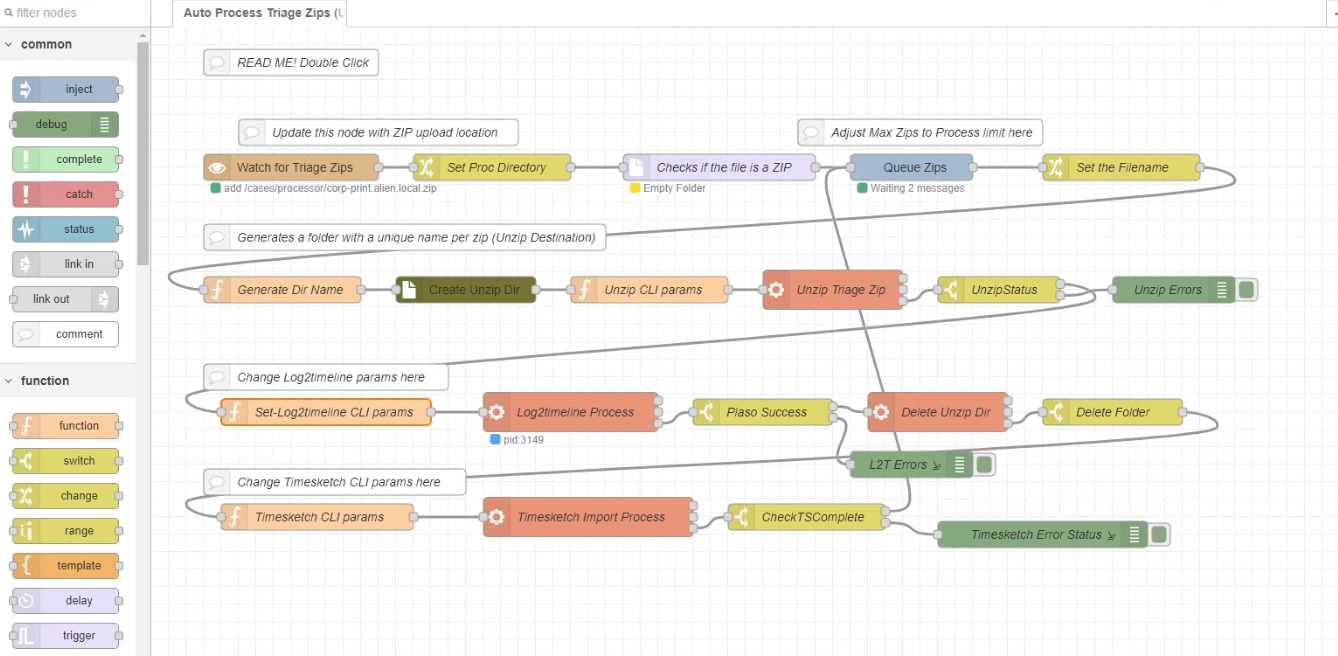 filter nodes
Auto Process Triage Zips (
common
inject
debug
complete
catch
status
link in
link out
comment
function
function
switch
change
range
template
delay
trigger
READ ME! Double Click
Update this node with ZIP upload location
Adjust Max Zips to Process limit here
Watch for Triage Zips
Set Proc Directory
Checks if the file is a ZIP
Queue Zips
Set the Filename
add /cases/processor/corp-print.alien.local.zip
Empty Folder
Waiting 2 messages
Generates a folder with a unique name per zip (Unzip Destination)
Generate Dir Name
Create Unzip Dir
Unzip CLI params
Unzip Triage Zip
UnzipStatus
Unzip Errors
Change Log2timeline params here
Set-Log2timeline CLI params
Log2timeline Process
Plaso Success
Delete Unzip Dir
Delete Folder
pid:3149
L2T Errors
Change Timesketch CLI params here
Timesketch CLI params
Timesketch Import Process
CheckTSComplete
Timesketch Error Status